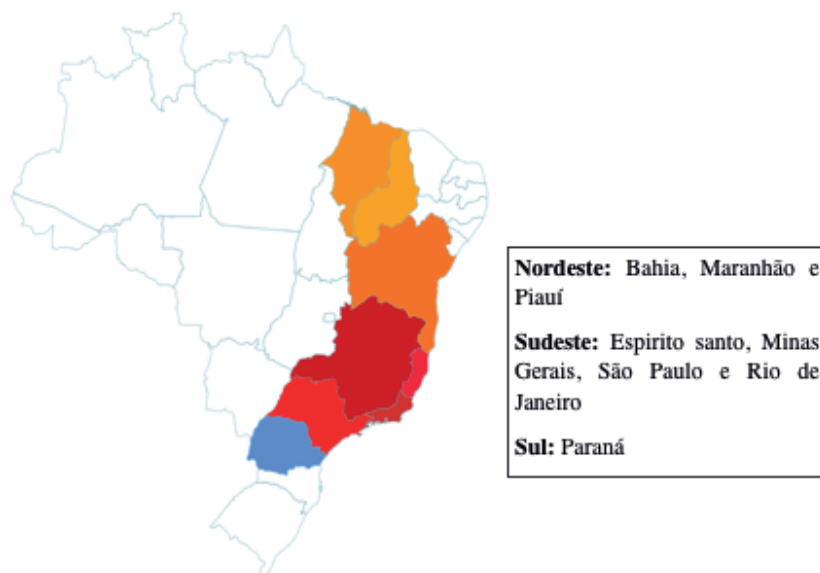 Nordeste: Bahia, Maranhão e
Piauí
Sudeste: Espirito santo, Minas
Gerais, São Paulo e Rio de
Janeiro
Sul: Paraná